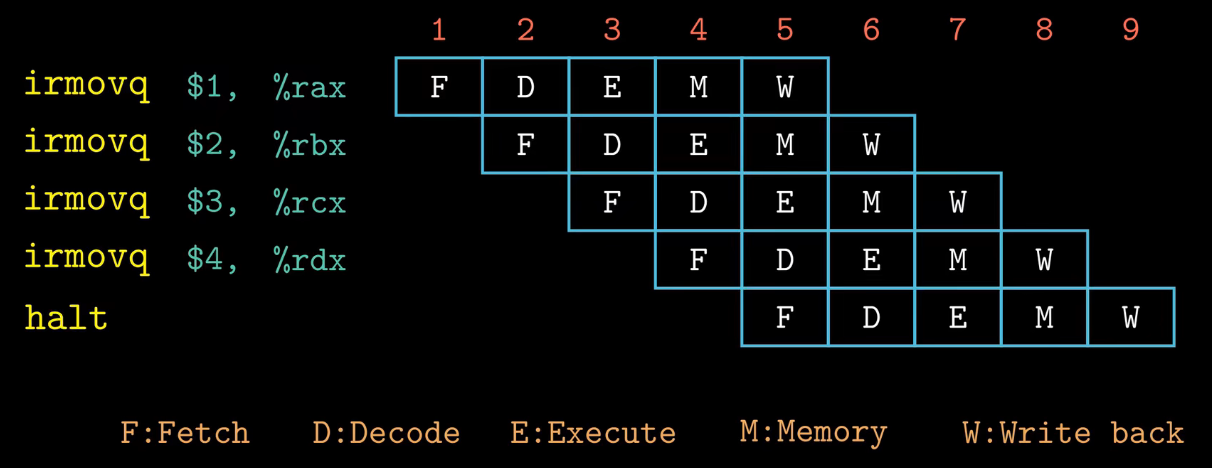 1 2 3 4 5 6 7 8 9
irmovq $1, %rax F D E M W
irmovq $2, %rbx F D E M W
irmovq $3, %rcx F D E M W
irmovq $4, %rdx F D E M W
halt F D E M W
F:Fetch D:Decode E:Execute M:Memory W:Write back